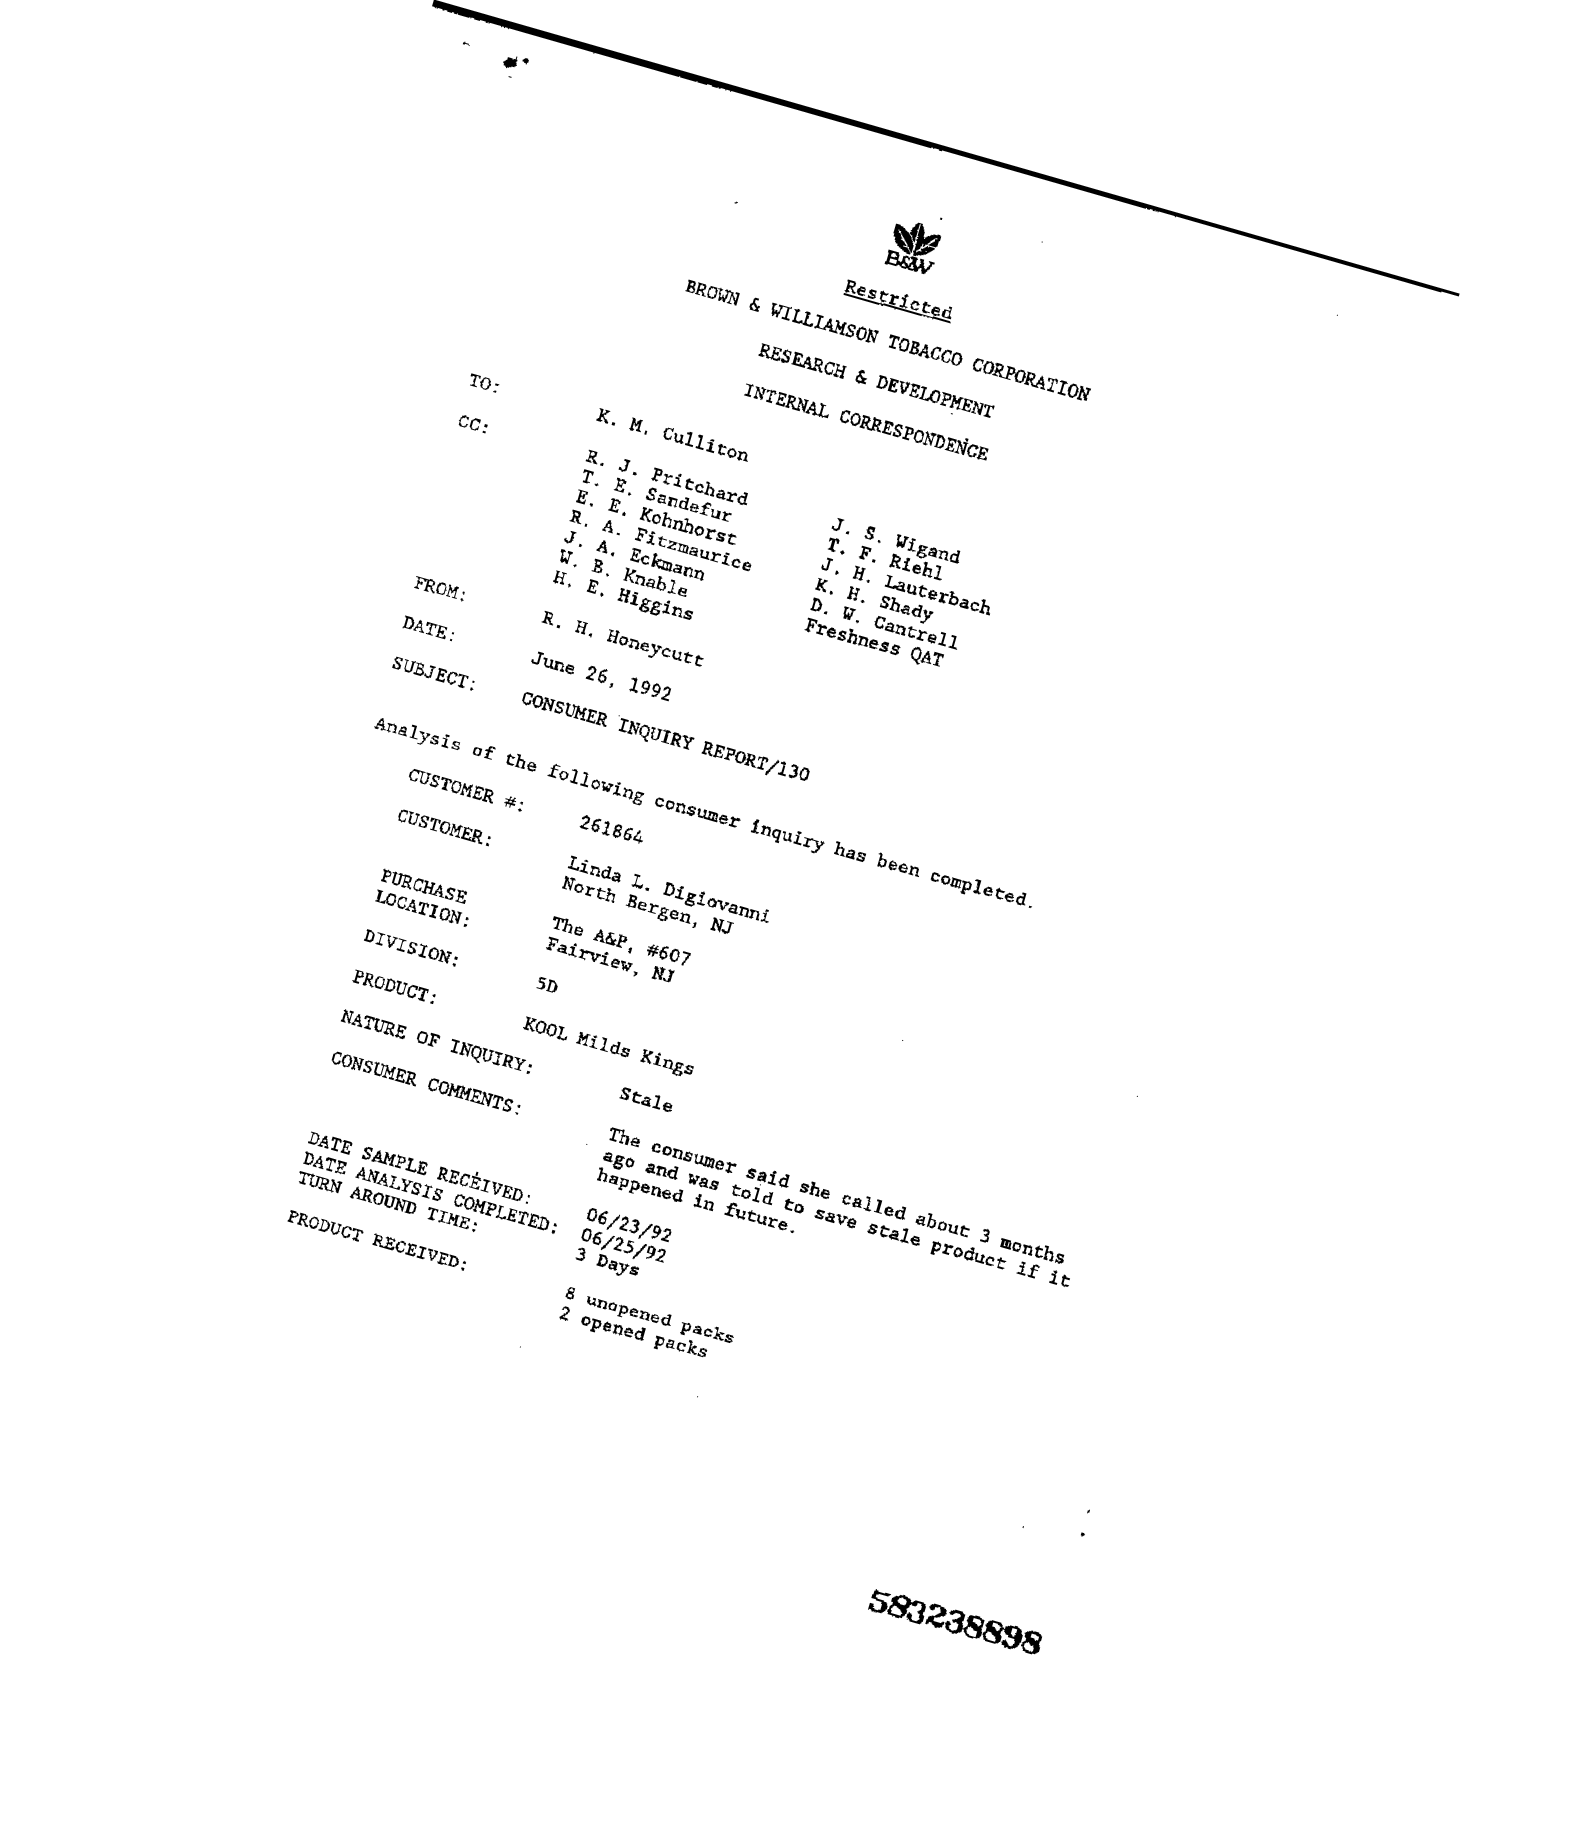 B&W
Restricted
BROWN & WILLIAMSON TOBACCO CORPORATION
RESEARCH & DEVELOPMENT
INTERNAL CORRESPONDENCE
TO: K. M. Culliton
CC: R. J. Pritchard J. S. Wigand
T. E. Sandefur T. F. Riehl
E. E. Kohnhorst J. H. Lauterbach
R. A. Fitzmaurice K. H. Shady
J. A. Eckmann D. W. Cantrell
W. B. Knable Freshness QAT
H. E. Higgins
FROM: R. H. Honeycutt
DATE: June 26, 1992
SUBJECT: CONSUMER INQUIRY REPORT/130
Analysis of the following consumer inquiry has been completed.
CUSTOMER #: 261864
CUSTOMER: Linda L. Digiovanni
North Bergen, NJ
PURCHASE The A&P, #607
LOCATION: Fairview, NJ
DIVISION: 5D
PRODUCT: KOOL Milds Kings
NATURE OF INQUIRY: Stale
CONSUMER COMMENTS: The consumer said she called about 3 months
ago and was told to save stale product if it
happened in future.
DATE SAMPLE RECEIVED: 06/23/92
DATE ANALYSIS COMPLETED: 06/25/92
TURN AROUND TIME: 3 Days
PRODUCT RECEIVED: 8 unopened packs
2 opened packs
583238898